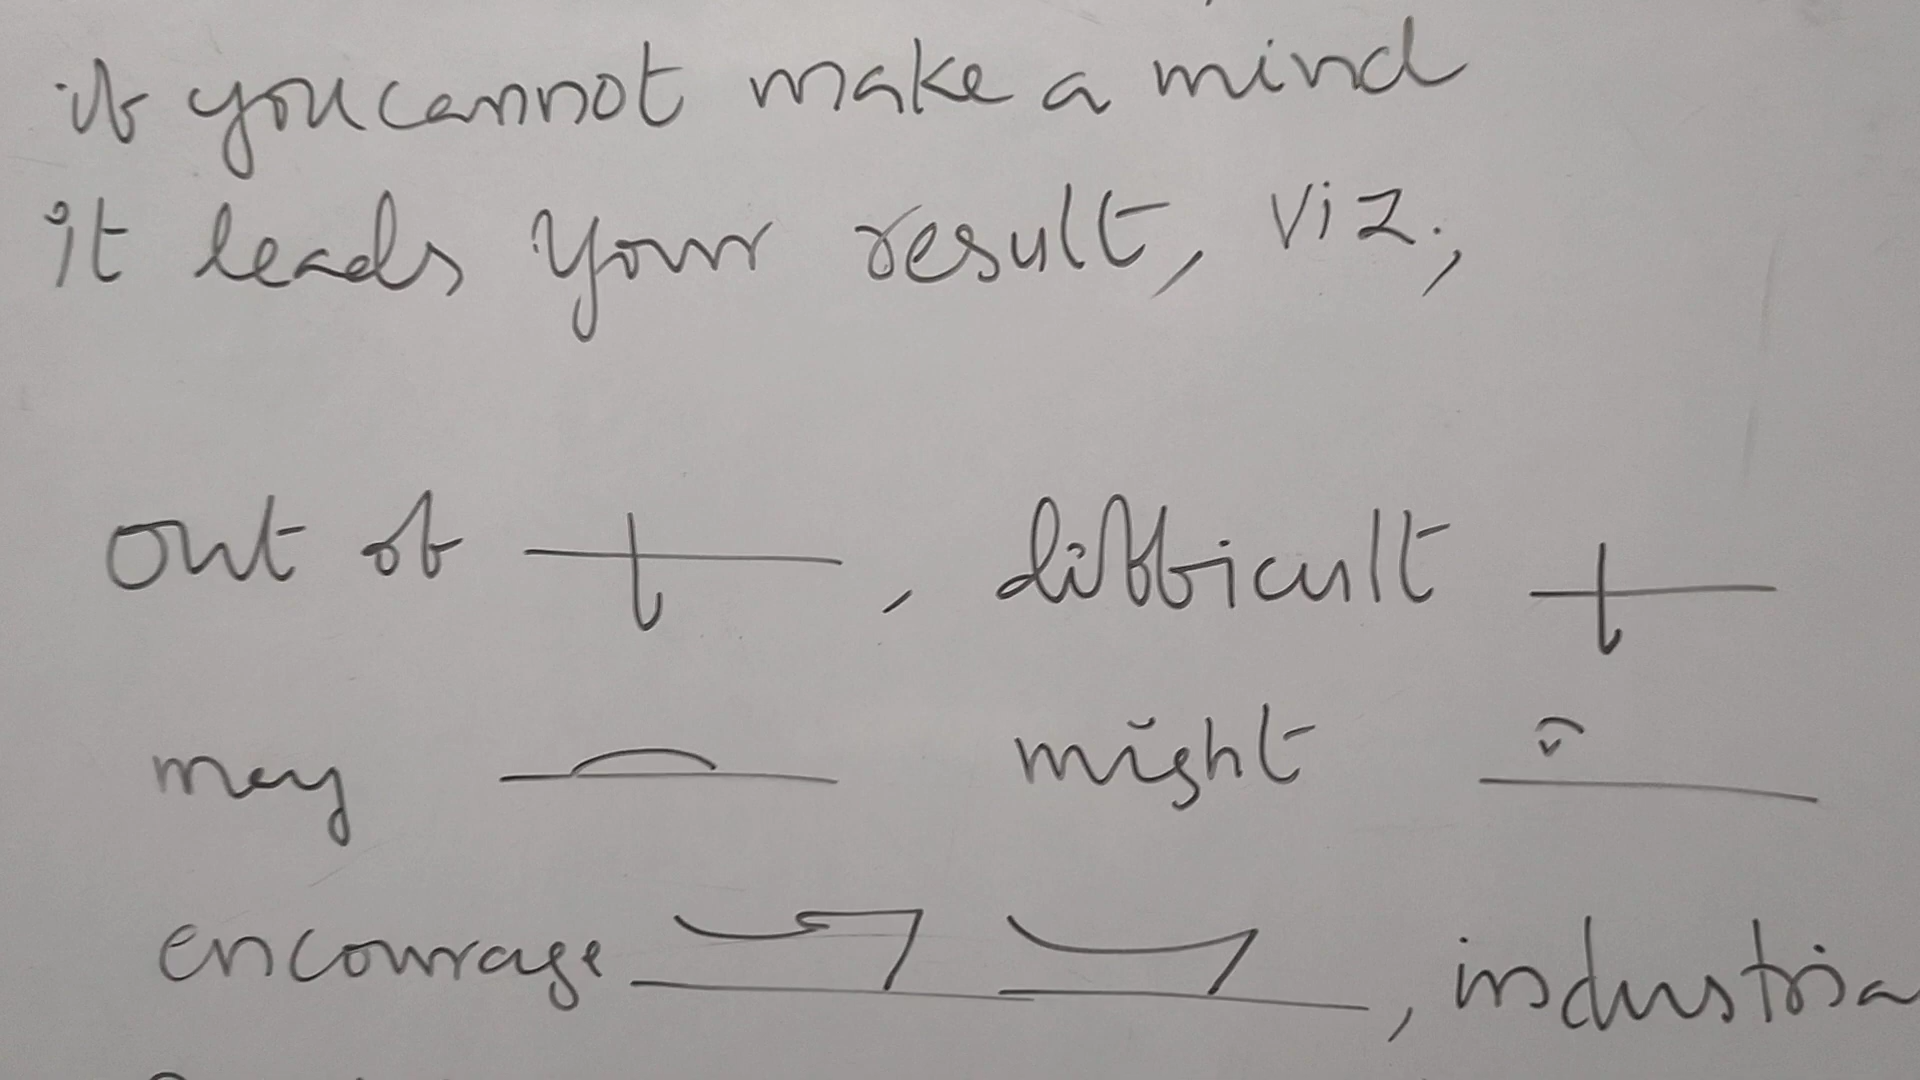 if you cannot make a mind
it leads your result, viz.,
out of , difficult
may might
encourage , industria